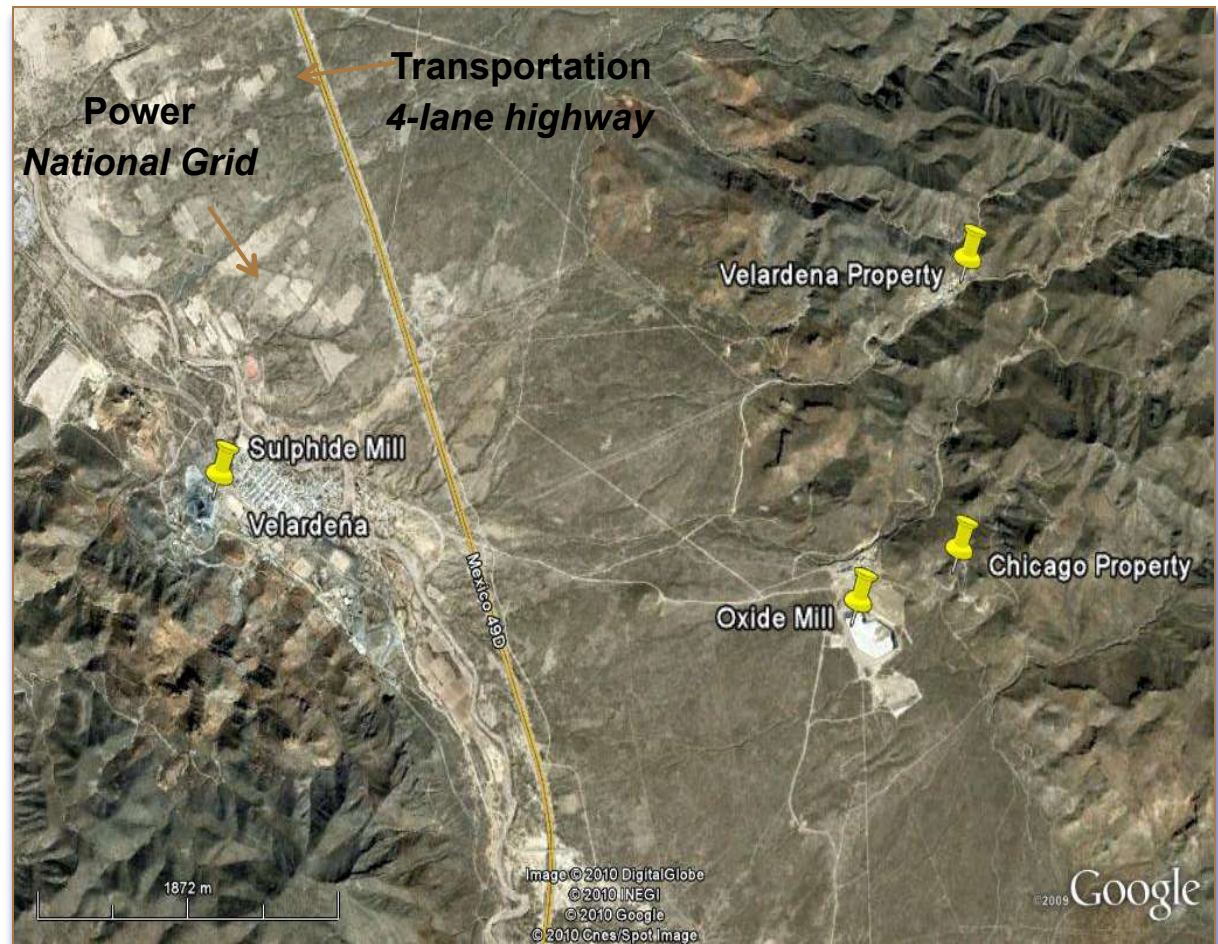 Transportation
4-lane highway
Power
National Grid
Velardena Property
Sulphide Mill
Velardeña
Mexico 49D
Chicago Property
Oxide Mill
1872 m
Image © 2010 DigitalGlobe
© 2010 INEGI
© 2010 Google
© 2010 Cnes/Spot Image
©2009 Google